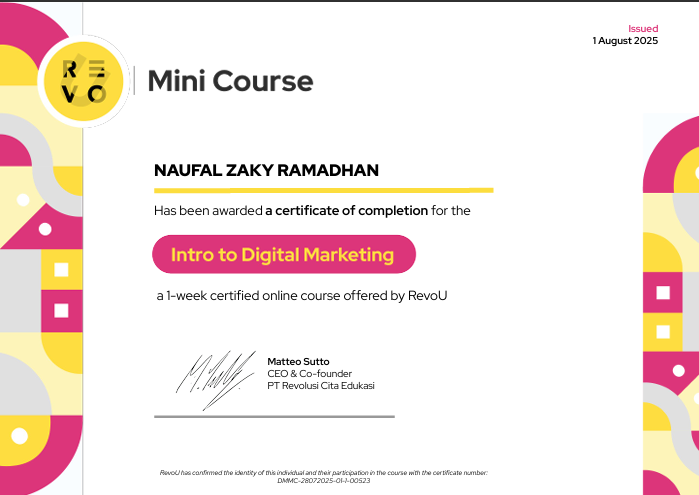 Issued
1 August 2025
RE
VO
Mini Course
NAUFAL ZAKY RAMADHAN
Has been awarded a certificate of completion for the
Intro to Digital Marketing
a 1-week certified online course offered by RevoU
Matteo Sutto
CEO & Co-founder
PT Revolusi Cita Edukasi
RevoU has confirmed the identity of this individual and their participation in the course with the certificate number:
DMMC-28072025-01-1-00523